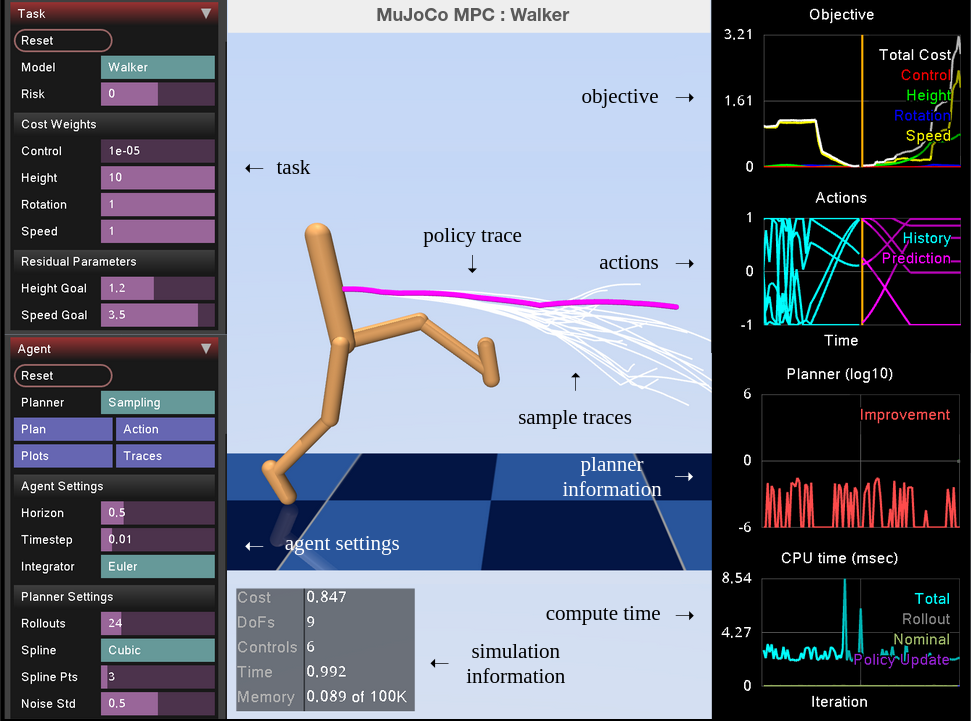 Task
Reset
Model Walker
Risk 0
Cost Weights
Control 1e-05
Height 10
Rotation 1
Speed 1
Residual Parameters
Height Goal 1.2
Speed Goal 3.5
Agent
Reset
Planner Sampling
Plan Action
Plots Traces
Agent Settings
Horizon 0.5
Timestep 0.01
Integrator Euler
Planner Settings
Rollouts 24
Spline Cubic
Spline Pts 3
Noise Std 0.5
MuJoCo MPC : Walker
objective →
← task
policy trace
↓
actions →
↑
sample traces
planner
information →
← agent settings
compute time →
← simulation
information
Cost 0.847
DoFs 9
Controls 6
Time 0.992
Memory 0.089 of 100K
Objective
3.21
1.61
0
Total Cost
Control
Height
Rotation
Speed
Actions
1
0
-1
History
Prediction
Time
Planner (log10)
6
0
-6
Improvement
CPU time (msec)
8.54
4.27
0
Total
Rollout
Nominal
Policy Update
Iteration